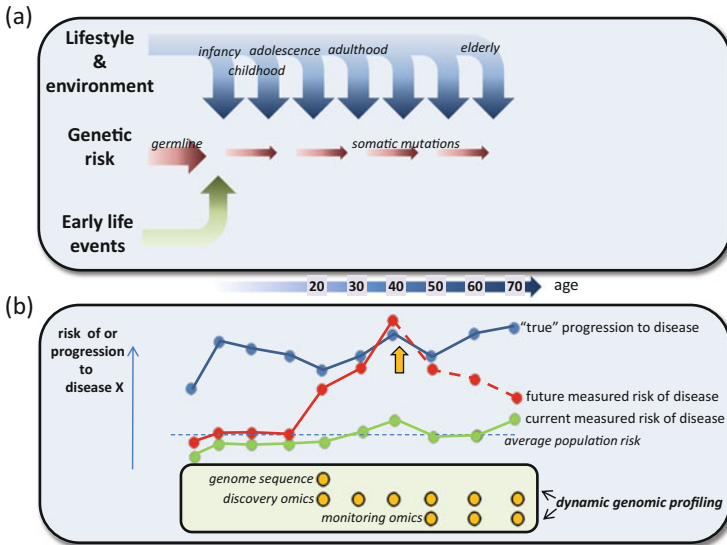 (a)
Lifestyle
&
environment
infancy adolescence adulthood elderly
childhood
Genetic
risk
germline
somatic mutations
Early life
events
20 30 40 50 60 70 age
(b)
risk of or
progression
to
disease X
"true" progression to disease
future measured risk of disease
current measured risk of disease
average population risk
genome sequence
discovery omics
monitoring omics
dynamic genomic profiling